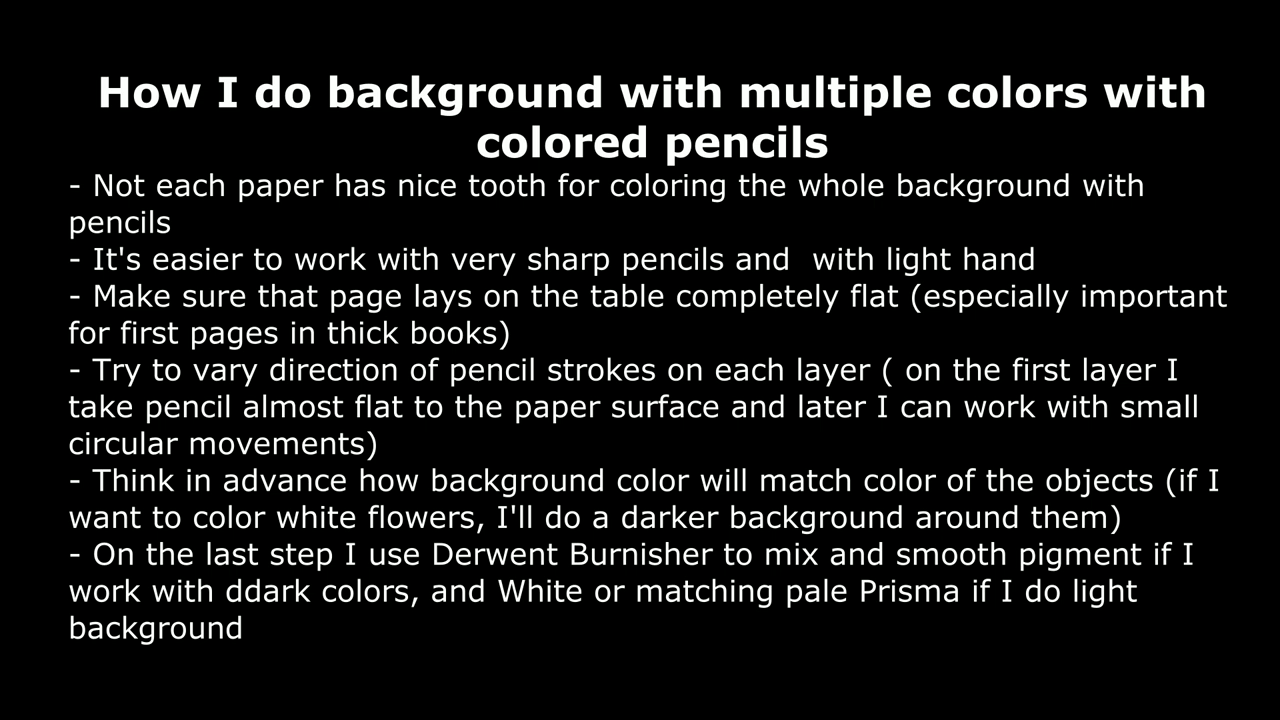 How I do background with multiple colors with
colored pencils
- Not each paper has nice tooth for coloring the whole background with
pencils
- It's easier to work with very sharp pencils and  with light hand
- Make sure that page lays on the table completely flat (especially important
for first pages in thick books)
- Try to vary direction of pencil strokes on each layer ( on the first layer I
take pencil almost flat to the paper surface and later I can work with small
circular movements)
- Think in advance how background color will match color of the objects (if I
want to color white flowers, I'll do a darker background around them)
- On the last step I use Derwent Burnisher to mix and smooth pigment if I
work with ddark colors, and White or matching pale Prisma if I do light
background